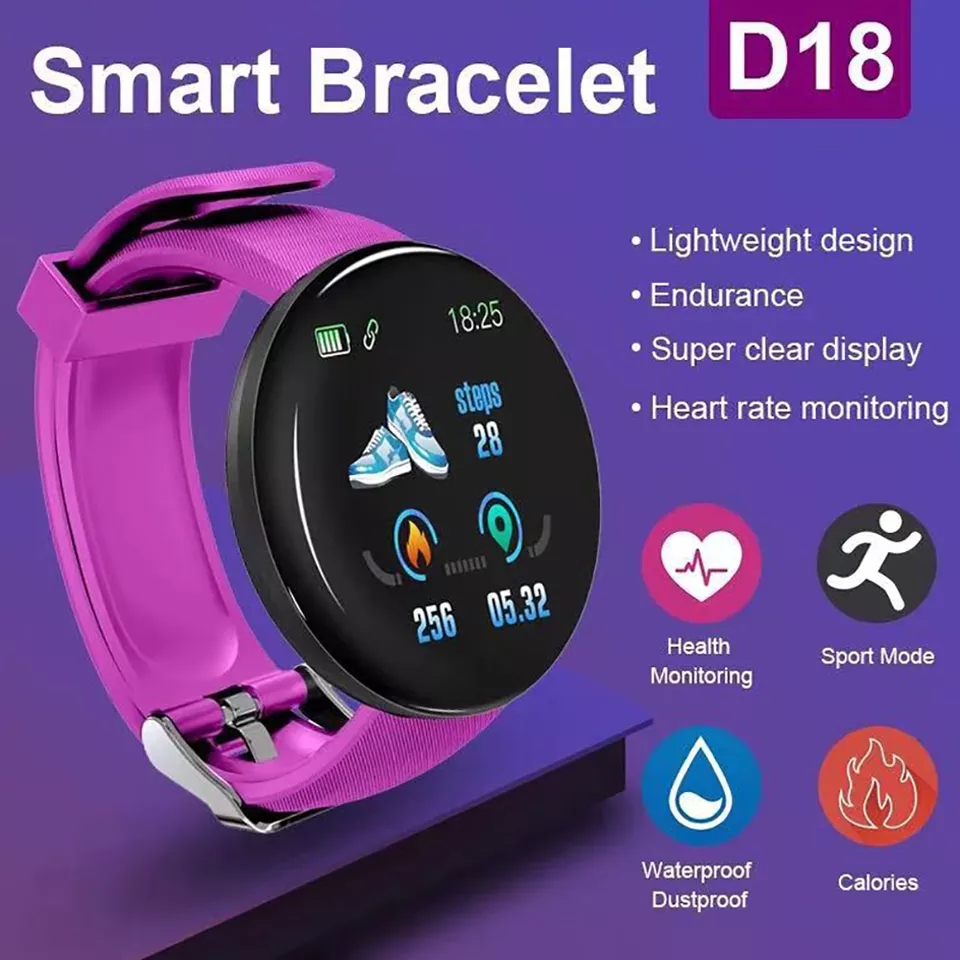 Smart Bracelet
D18
• Lightweight design
• Endurance
• Super clear display
• Heart rate monitoring
18:25
steps
28
256
05.32
Health
Monitoring
Sport Mode
Waterproof
Dustproof
Calories